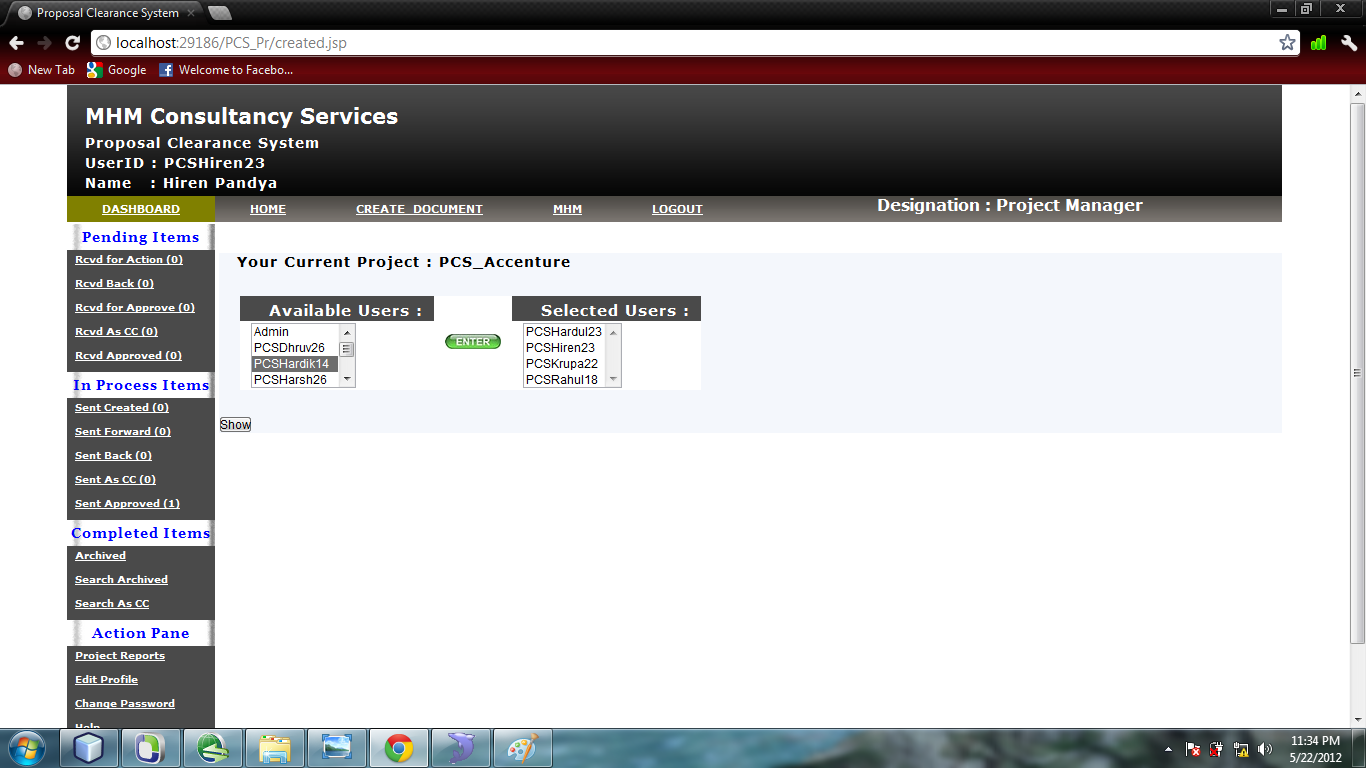 Proposal Clearance System
localhost:29186/PCS_Pr/created.jsp
New Tab Google Welcome to Facebo...
MHM Consultancy Services
Proposal Clearance System
UserID : PCSHiren23
Name : Hiren Pandya
DASHBOARD HOME CREATE DOCUMENT MHM LOGOUT Designation : Project Manager
Pending Items
Rcvd for Action (0)
Rcvd Back (0)
Rcvd for Approve (0)
Rcvd As CC (0)
Rcvd Approved (0)
In Process Items
Sent Created (0)
Sent Forward (0)
Sent Back (0)
Sent As CC (0)
Sent Approved (1)
Completed Items
Archived
Search Archived
Search As CC
Action Pane
Project Reports
Edit Profile
Change Password
Help
Your Current Project : PCS_Accenture
Available Users : Selected Users :
Admin
PCSDhruv26
PCSHardik14
PCSHarsh26
ENTER
PCSHardul23
PCSHiren23
PCSKrupa22
PCSRahul18
Show
11:34 PM
5/22/2012